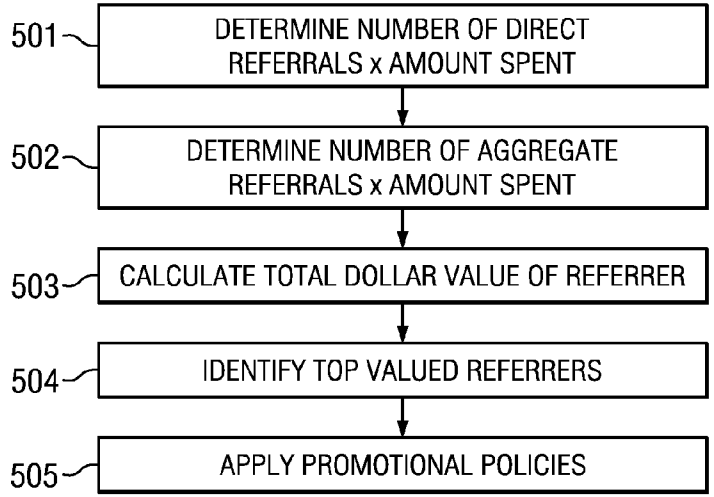 501
DETERMINE NUMBER OF DIRECT
REFERRALS x AMOUNT SPENT
502
DETERMINE NUMBER OF AGGREGATE
REFERRALS x AMOUNT SPENT
503
CALCULATE TOTAL DOLLAR VALUE OF REFERRER
504
IDENTIFY TOP VALUED REFERRERS
505
APPLY PROMOTIONAL POLICIES